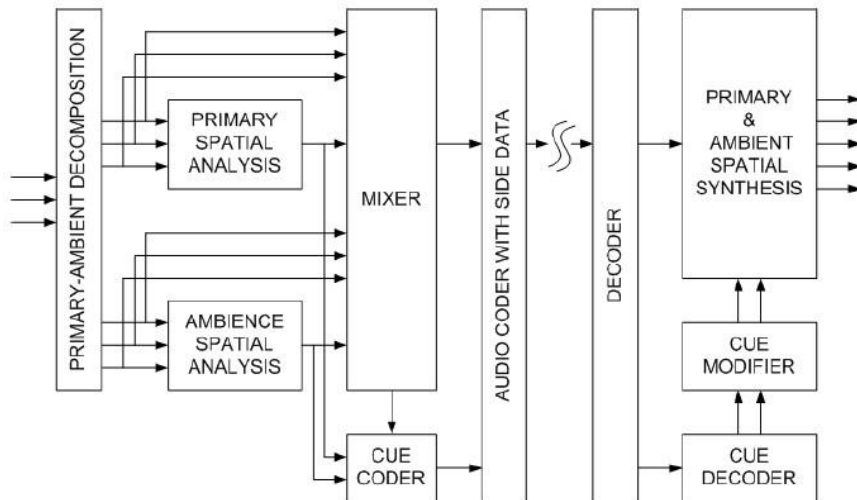 PRIMARY-AMBIENT DECOMPOSITION
PRIMARY
SPATIAL
ANALYSIS
AMBIENCE
SPATIAL
ANALYSIS
MIXER
CUE
CODER
AUDIO CODER WITH SIDE DATA
DECODER
PRIMARY
&
AMBIENT
SPATIAL
SYNTHESIS
CUE
MODIFIER
CUE
DECODER